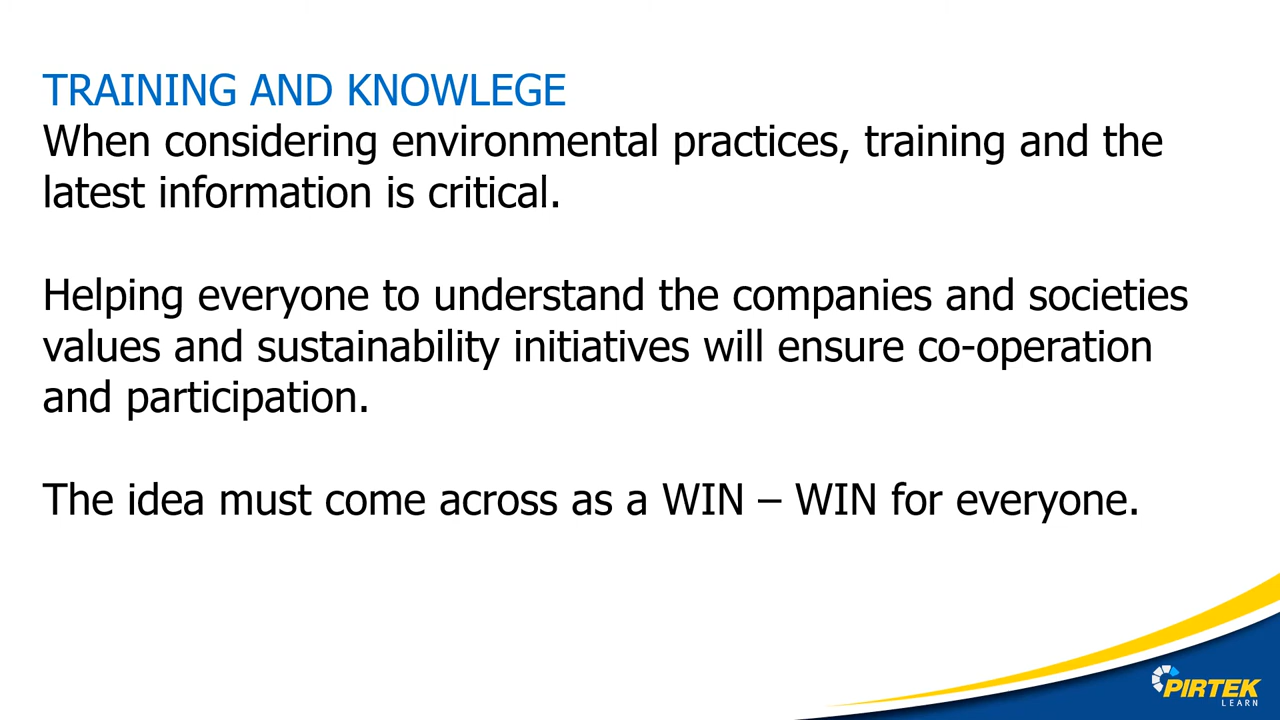 TRAINING AND KNOWLEGE
When considering environmental practices, training and the
latest information is critical.
Helping everyone to understand the companies and societies
values and sustainability initiatives will ensure co-operation
and participation.
The idea must come across as a WIN – WIN for everyone.
PIRTEK
LEARN